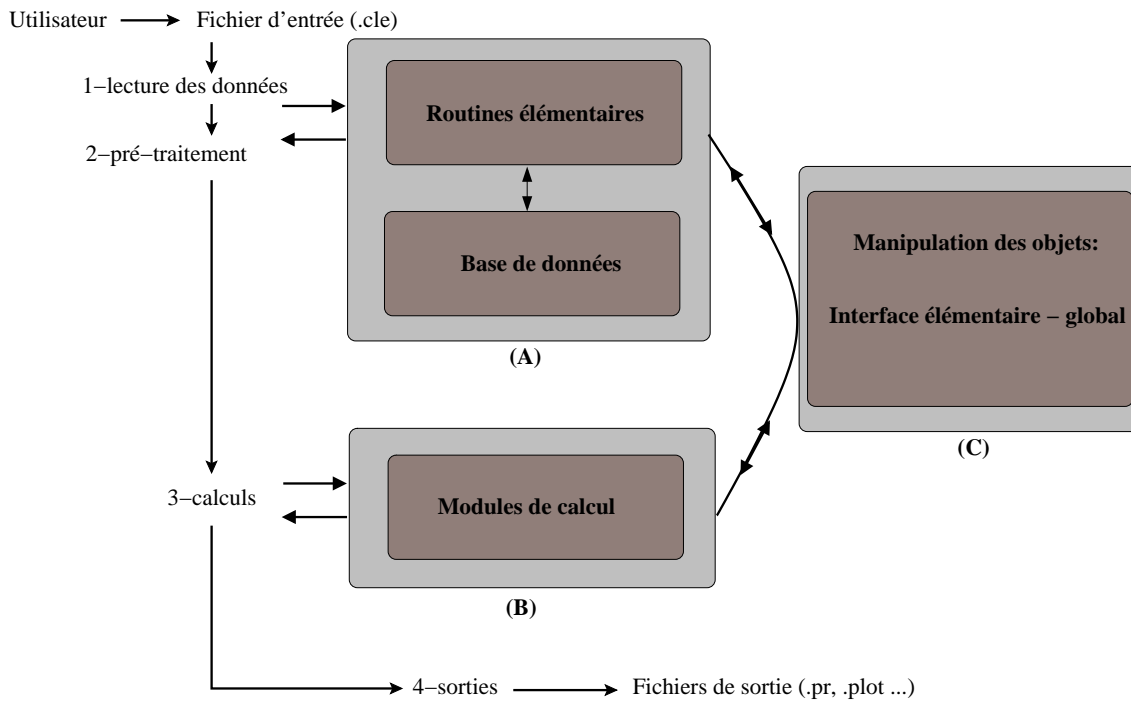 Utilisateur
Fichier d'entrée (.cle)
1−lecture des données
2−pré−traitement
Routines élémentaires
Base de données
(A)
Manipulation des objets:
Interface élémentaire − global
(C)
3−calculs
Modules de calcul
(B)
4−sorties
Fichiers de sortie (.pr, .plot ...)